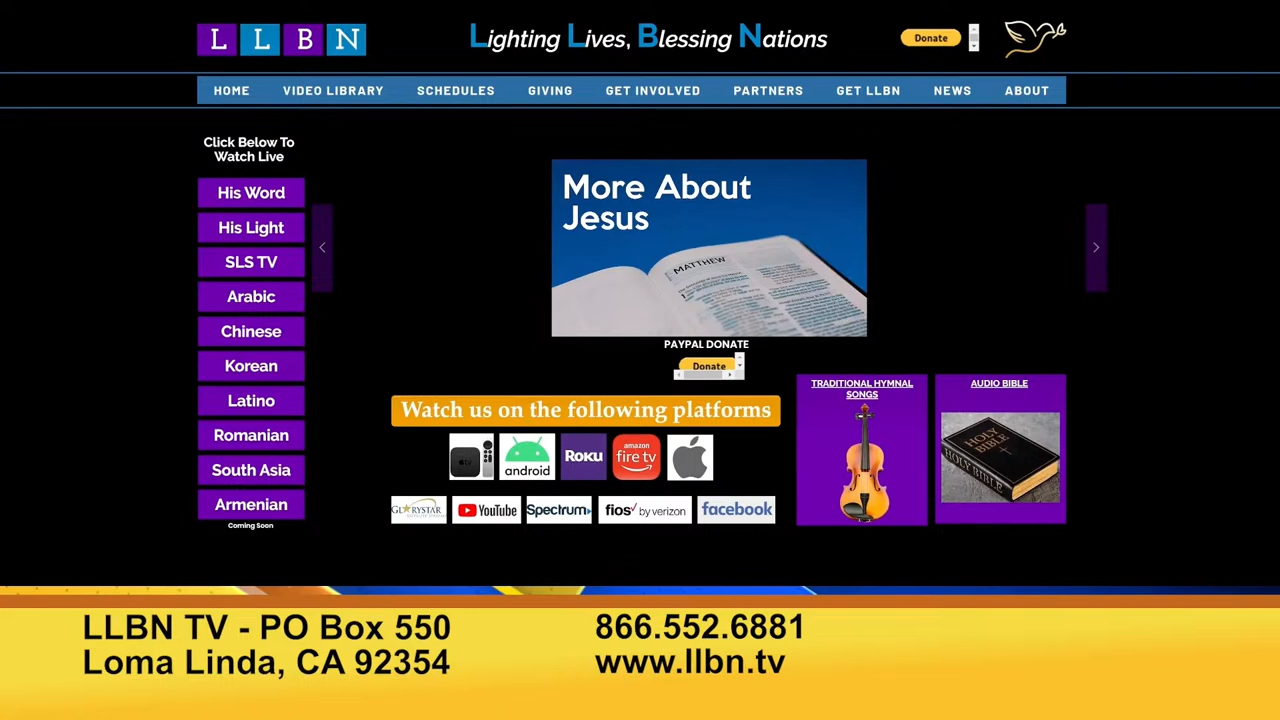 L L B N
Lighting Lives, Blessing Nations
Donate
HOME VIDEO LIBRARY SCHEDULES GIVING GET INVOLVED PARTNERS GET LLBN NEWS ABOUT
Click Below To
Watch Live
His Word
His Light
SLS TV
Arabic
Chinese
Korean
Latino
Romanian
South Asia
Armenian
Coming Soon
More About
Jesus
MATTHEW
PAYPAL DONATE
Donate
Watch us on the following platforms
tv
android
ROKU
amazon
fire tv
GLORYSTAR
YouTube
Spectrum
fios by verizon
facebook
TRADITIONAL HYMNAL
SONGS
AUDIO BIBLE
HOLY
BIBLE
HOLY BIBLE
LLBN TV - PO Box 550
Loma Linda, CA 92354
866.552.6881
www.llbn.tv